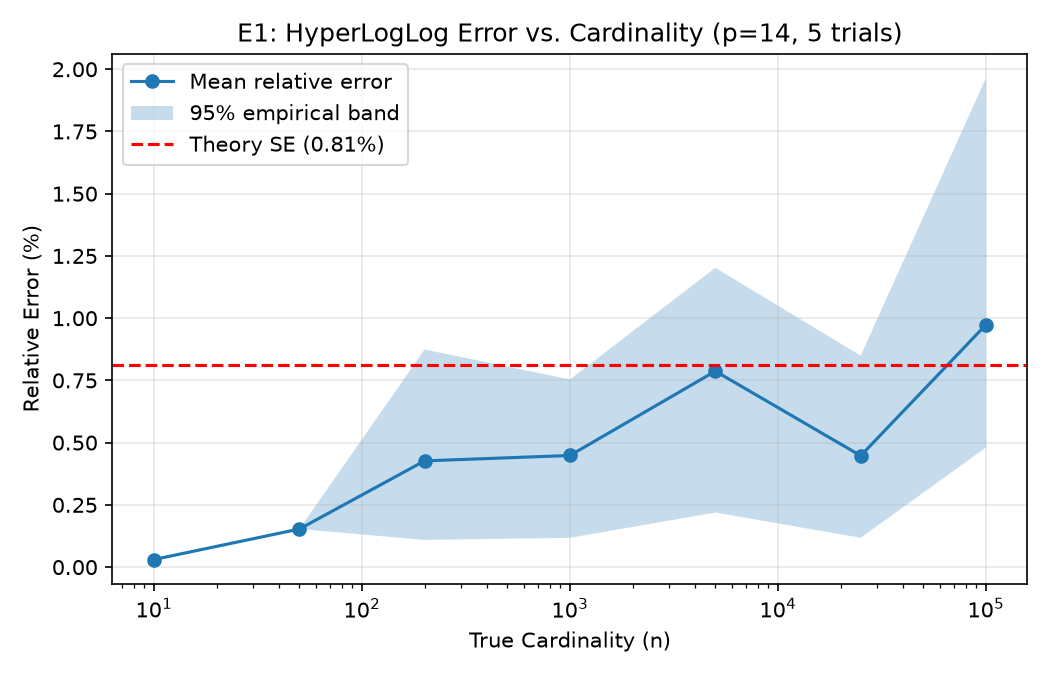 E1: HyperLogLog Error vs. Cardinality (p=14, 5 trials)
Mean relative error
95% empirical band
Theory SE (0.81%)
Relative Error (%)
2.00
1.75
1.50
1.25
1.00
0.75
0.50
0.25
0.00
10¹ 10² 10³ 10⁴ 10⁵
True Cardinality (n)